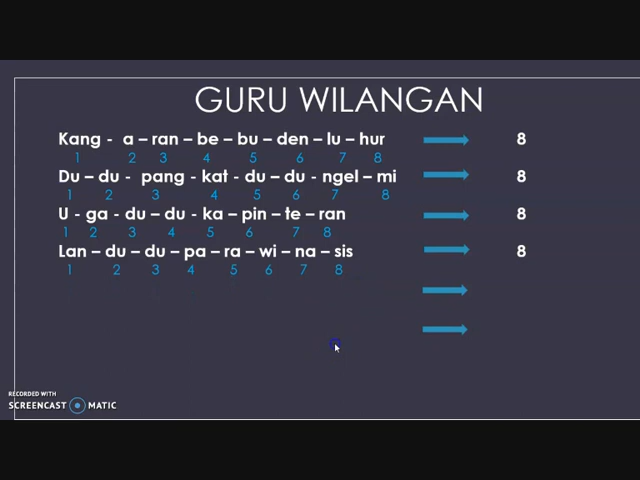 GURU WILANGAN
Kang - a – ran – be – bu – den – lu – hur 8
1 2 3 4 5 6 7 8
Du – du - pang - kat - du – du - ngel – mi 8
1 2 3 4 5 6 7 8
U - ga - du – du - ka – pin – te – ran 8
1 2 3 4 5 6 7 8
Lan – du – du – pa – ra – wi – na – sis 8
1 2 3 4 5 6 7 8
RECORDED WITH
SCREENCAST MATIC